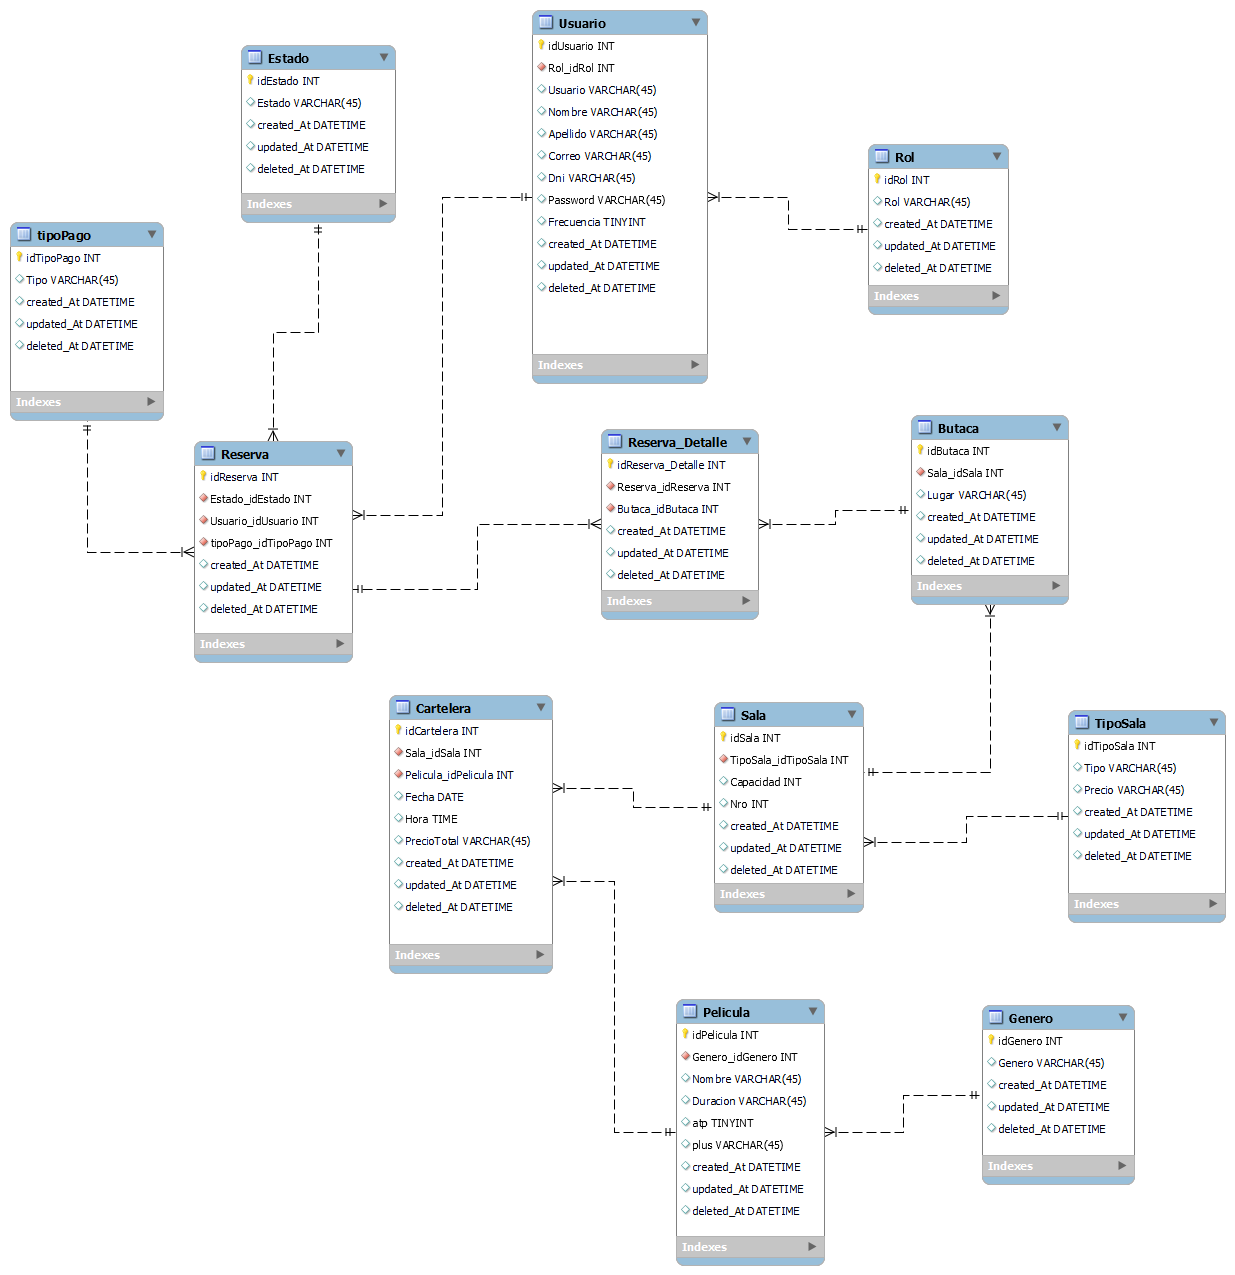 Usuario
idUsuario INT
Rol_idRol INT
Usuario VARCHAR(45)
Nombre VARCHAR(45)
Apellido VARCHAR(45)
Correo VARCHAR(45)
Dni VARCHAR(45)
Password VARCHAR(45)
Frecuencia TINYINT
created_At DATETIME
updated_At DATETIME
deleted_At DATETIME
Indexes
Estado
idEstado INT
Estado VARCHAR(45)
created_At DATETIME
updated_At DATETIME
deleted_At DATETIME
Indexes
Rol
idRol INT
Rol VARCHAR(45)
created_At DATETIME
updated_At DATETIME
deleted_At DATETIME
Indexes
tipoPago
idTipoPago INT
Tipo VARCHAR(45)
created_At DATETIME
updated_At DATETIME
deleted_At DATETIME
Indexes
Reserva
idReserva INT
Estado_idEstado INT
Usuario_idUsuario INT
tipoPago_idTipoPago INT
created_At DATETIME
updated_At DATETIME
deleted_At DATETIME
Indexes
Reserva_Detalle
idReserva_Detalle INT
Reserva_idReserva INT
Butaca_idButaca INT
created_At DATETIME
updated_At DATETIME
deleted_At DATETIME
Indexes
Butaca
idButaca INT
Sala_idSala INT
Lugar VARCHAR(45)
created_At DATETIME
updated_At DATETIME
deleted_At DATETIME
Indexes
Cartelera
idCartelera INT
Sala_idSala INT
Pelicula_idPelicula INT
Fecha DATE
Hora TIME
PrecioTotal VARCHAR(45)
created_At DATETIME
updated_At DATETIME
deleted_At DATETIME
Indexes
Sala
idSala INT
TipoSala_idTipoSala INT
Capacidad INT
Nro INT
created_At DATETIME
updated_At DATETIME
deleted_At DATETIME
Indexes
TipoSala
idTipoSala INT
Tipo VARCHAR(45)
Precio VARCHAR(45)
created_At DATETIME
updated_At DATETIME
deleted_At DATETIME
Indexes
Pelicula
idPelicula INT
Genero_idGenero INT
Nombre VARCHAR(45)
Duracion VARCHAR(45)
atp TINYINT
plus VARCHAR(45)
created_At DATETIME
updated_At DATETIME
deleted_At DATETIME
Indexes
Genero
idGenero INT
Genero VARCHAR(45)
created_At DATETIME
updated_At DATETIME
deleted_At DATETIME
Indexes